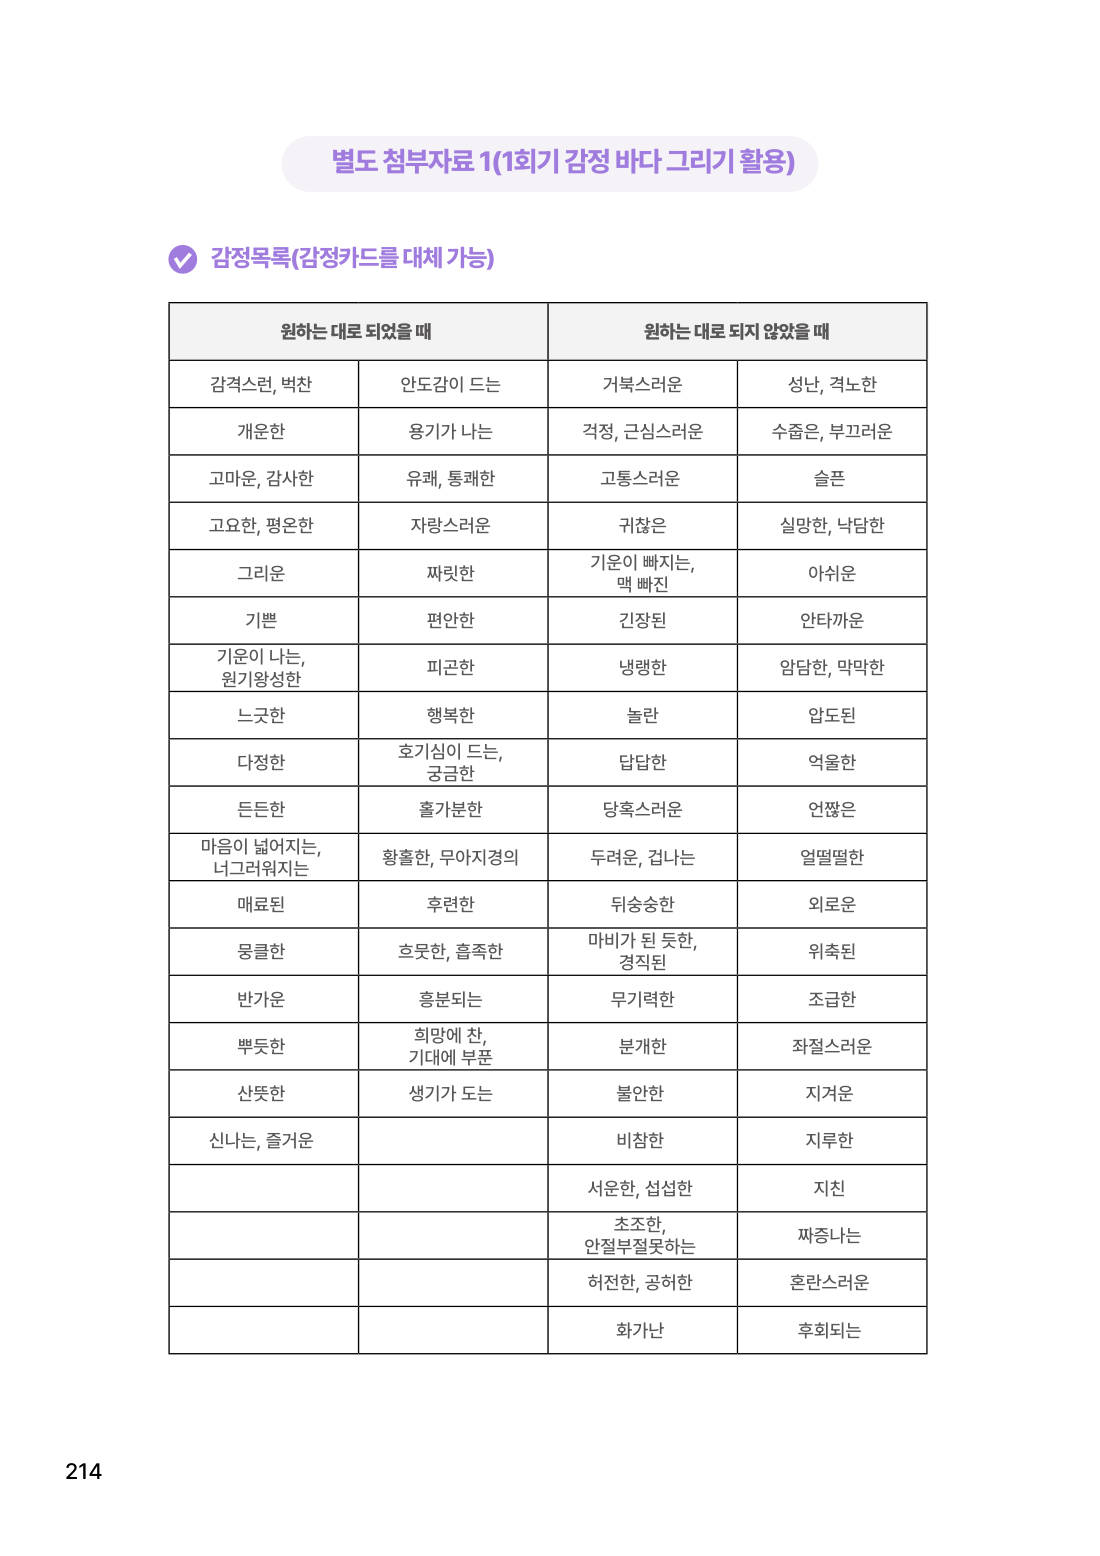 별도 첨부자료 1(1회기 감정 바다 그리기 활용)
감정목록(감정카드를 대체 가능)
원하는 대로 되었을 때 원하는 대로 되지 않았을 때
감격스런, 벅찬 안도감이 드는 거북스러운 성난, 격노한
개운한 용기가 나는 걱정, 근심스러운 수줍은, 부끄러운
고마운, 감사한 유쾌, 통쾌한 고통스러운 슬픈
고요한, 평온한 자랑스러운 귀찮은 실망한, 낙담한
그리운 짜릿한 기운이 빠지는, 아쉬운
맥 빠진
기쁜 편안한 긴장된 안타까운
기운이 나는, 피곤한 냉랭한 암담한, 막막한
원기왕성한
느긋한 행복한 놀란 압도된
다정한 호기심이 드는, 답답한 억울한
궁금한
든든한 홀가분한 당혹스러운 언짢은
마음이 넓어지는, 황홀한, 무아지경의 두려운, 겁나는 얼떨떨한
너그러워지는
매료된 후련한 뒤숭숭한 외로운
뭉클한 흐뭇한, 흡족한 마비가 된 듯한, 위축된
경직된
반가운 흥분되는 무기력한 조급한
뿌듯한 희망에 찬, 분개한 좌절스러운
기대에 부푼
산뜻한 생기가 도는 불안한 지겨운
신나는, 즐거운 비참한 지루한
서운한, 섭섭한 지친
초조한, 짜증나는
안절부절못하는
허전한, 공허한 혼란스러운
화가난 후회되는
214